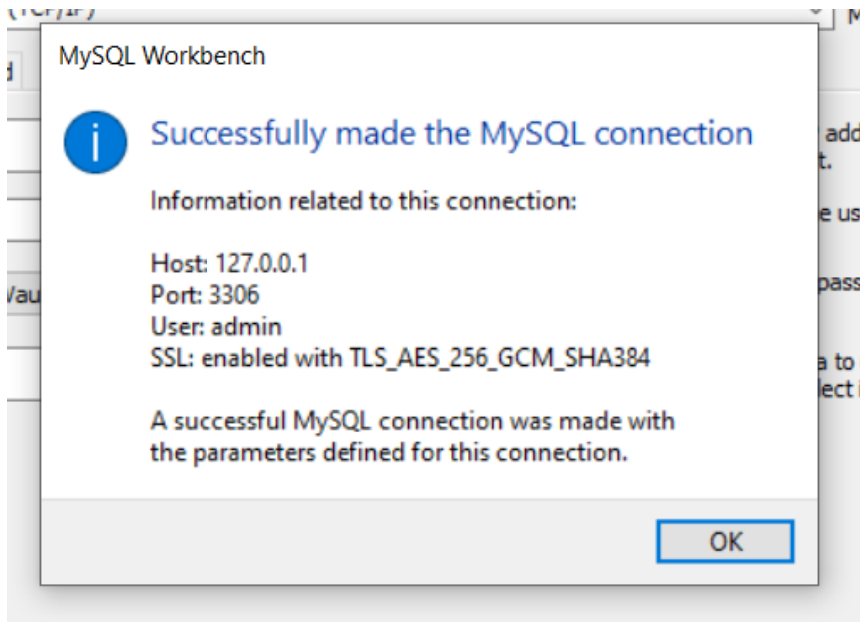 (TCP/IP)
MySQL Workbench
Successfully made the MySQL connection
Information related to this connection:
Host: 127.0.0.1
Port: 3306
User: admin
SSL: enabled with TLS_AES_256_GCM_SHA384
A successful MySQL connection was made with
the parameters defined for this connection.
OK